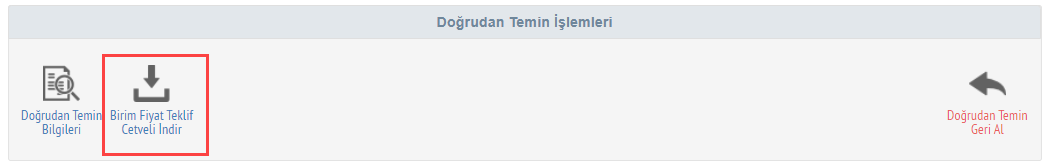 Doğrudan Temin İşlemleri
Doğrudan Temin
Bilgileri
Birim Fiyat Teklif
Cetveli İndir
Doğrudan Temin
Geri Al